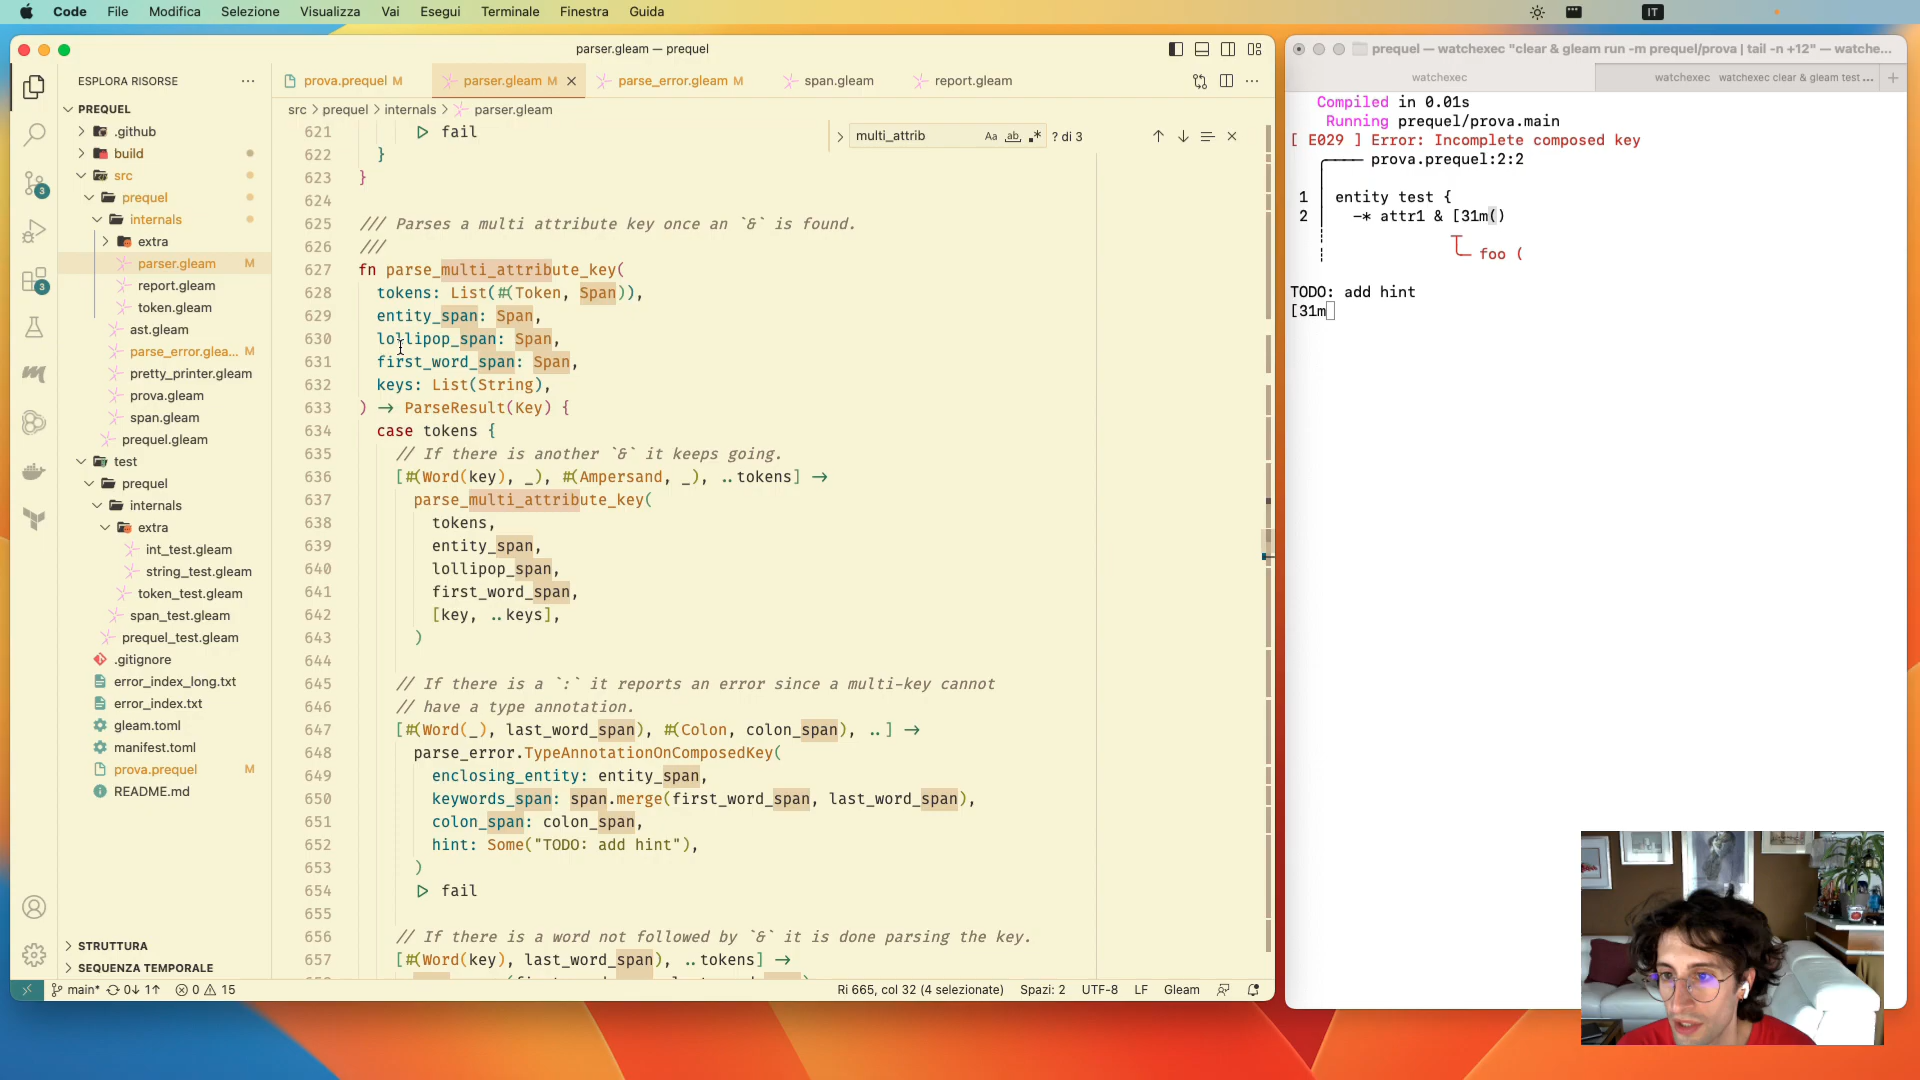 Code File Modifica Selezione Visualizza Vai Esegui Terminale Finestra Guida IT
parser.gleam — prequel
ESPLORA RISORSE
PREQUEL
.github
build
src
prequel
internals
extra
parser.gleam M
report.gleam
token.gleam
ast.gleam
parse_error.glea... M
pretty_printer.gleam
prova.gleam
span.gleam
prequel.gleam
test
prequel
internals
extra
int_test.gleam
string_test.gleam
token_test.gleam
span_test.gleam
prequel_test.gleam
.gitignore
error_index_long.txt
error_index.txt
gleam.toml
manifest.toml
prova.prequel M
README.md
STRUTTURA
SEQUENZA TEMPORALE
3
3
prova.prequel M parser.gleam M parse_error.gleam M span.gleam report.gleam
src > prequel > internals > parser.gleam
multi_attrib Aa ab ? di 3
621 ▷ fail
622 }
623 }
624
625 /// Parses a multi attribute key once an `&` is found.
626 ///
627 fn parse_multi_attribute_key(
628 tokens: List(#(Token, Span)),
629 entity_span: Span,
630 lollipop_span: Span,
631 first_word_span: Span,
632 keys: List(String),
633 ) → ParseResult(Key) {
634 case tokens {
635 // If there is another `&` it keeps going.
636 [#(Word(key), _), #(Ampersand, _), ..tokens] →
637 parse_multi_attribute_key(
638 tokens,
639 entity_span,
640 lollipop_span,
641 first_word_span,
642 [key, ..keys],
643 )
644
645 // If there is a `:` it reports an error since a multi-key cannot
646 // have a type annotation.
647 [#(Word(_), last_word_span), #(Colon, colon_span), ..] →
648 parse_error.TypeAnnotationOnComposedKey(
649 enclosing_entity: entity_span,
650 keywords_span: span.merge(first_word_span, last_word_span),
651 colon_span: colon_span,
652 hint: Some("TODO: add hint"),
653 )
654 ▷ fail
655
656 // If there is a word not followed by `&` it is done parsing the key.
657 [#(Word(key), last_word_span), ..tokens] →
main* 0↓ 1↑ 0 15 Ri 665, col 32 (4 selezionate) Spazi: 2 UTF-8 LF Gleam
prequel — watchexec "clear & gleam run -m prequel/prova | tail -n +12" — watche...
watchexec watchexec watchexec clear & gleam test ...
Compiled in 0.01s
Running prequel/prova.main
[ E029 ] Error: Incomplete composed key
prova.prequel:2:2
1 entity test {
2 -* attr1 & [31m()
foo (
TODO: add hint
[31m